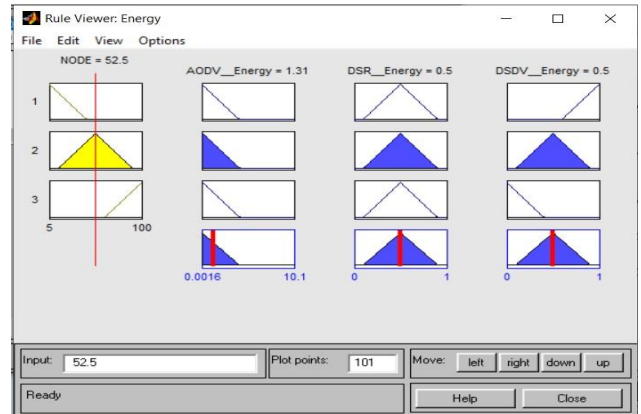 Rule Viewer: Energy
File Edit View Options
NODE = 52.5
AODV__Energy = 1.31
DSR__Energy = 0.5
DSDV__Energy = 0.5
1
2
3
5 100
0.0016 10.1
0 1
0 1
Input: 52.5 Plot points: 101 Move: left right down up
Ready Help Close